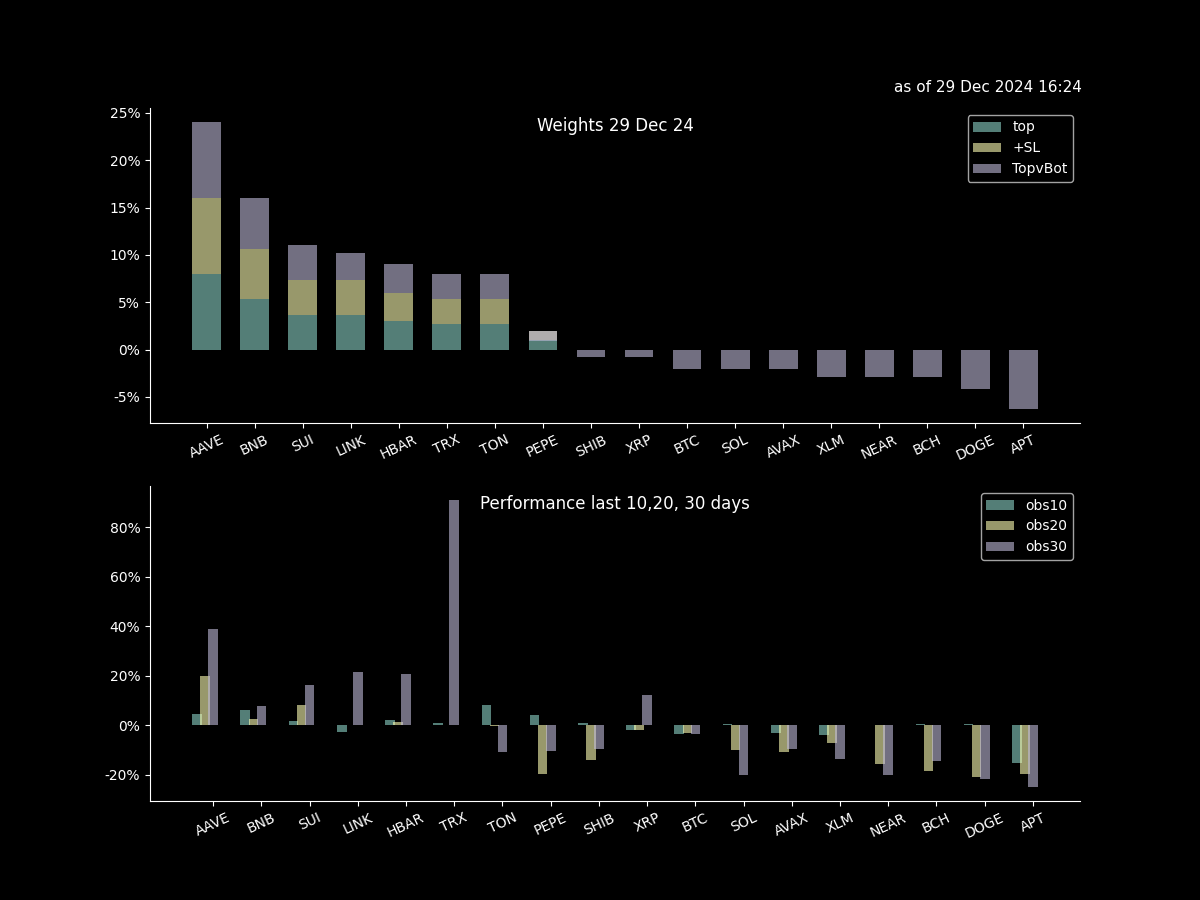 as of 29 Dec 2024 16:24
Weights 29 Dec 24
top
+SL
TopvBot
25%
20%
15%
10%
5%
0%
-5%
AAVE BNB SUI LINK HBAR TRX TON PEPE SHIB XRP BTC SOL AVAX XLM NEAR BCH DOGE APT
Performance last 10,20, 30 days
obs10
obs20
obs30
80%
60%
40%
20%
0%
-20%
AAVE BNB SUI LINK HBAR TRX TON PEPE SHIB XRP BTC SOL AVAX XLM NEAR BCH DOGE APT